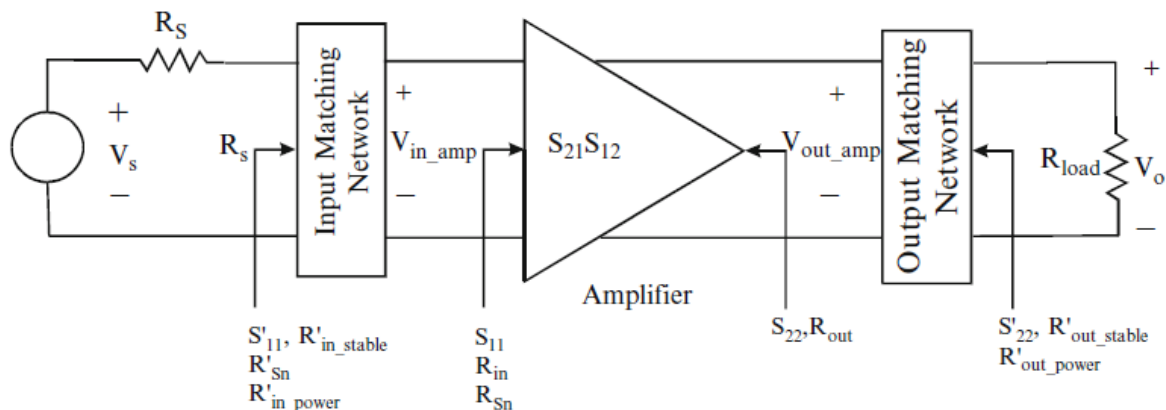 R_S
+
V_s
−
R_s
Input Matching
Network
+
V_in_amp
−
S_21S_12
Amplifier
+
V_out_amp
−
Output Matching
Network
R_load
+
V_o
−
S'_11, R'_in_stable
R'_Sn
R'_in_power
S_11
R_in
R_Sn
S_22,R_out
S'_22, R'_out_stable
R'_out_power